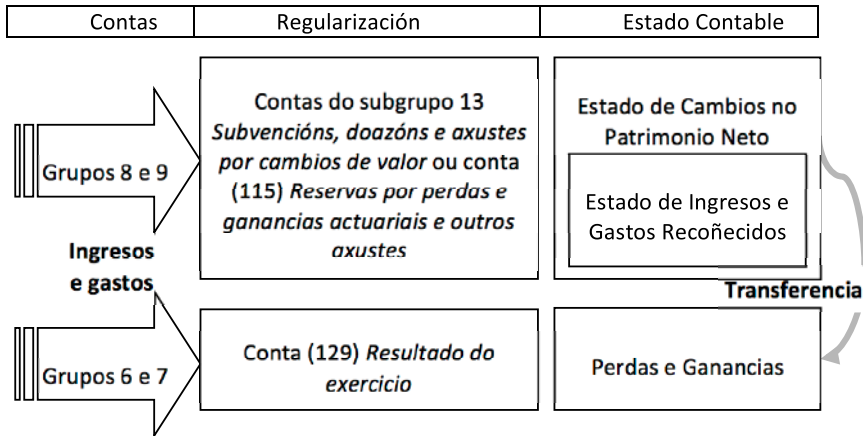 Contas
Regularización
Estado Contable
Grupos 8 e 9
Contas do subgrupo 13
Subvencións, doazóns e axustes
por cambios de valor ou conta
(115) Reservas por perdas e
ganancias actuariais e outros
axustes
Estado de Cambios no
Patrimonio Neto
Estado de Ingresos e
Gastos Recoñecidos
Ingresos
e gastos
Transferencia
Grupos 6 e 7
Conta (129) Resultado do
exercicio
Perdas e Ganancias